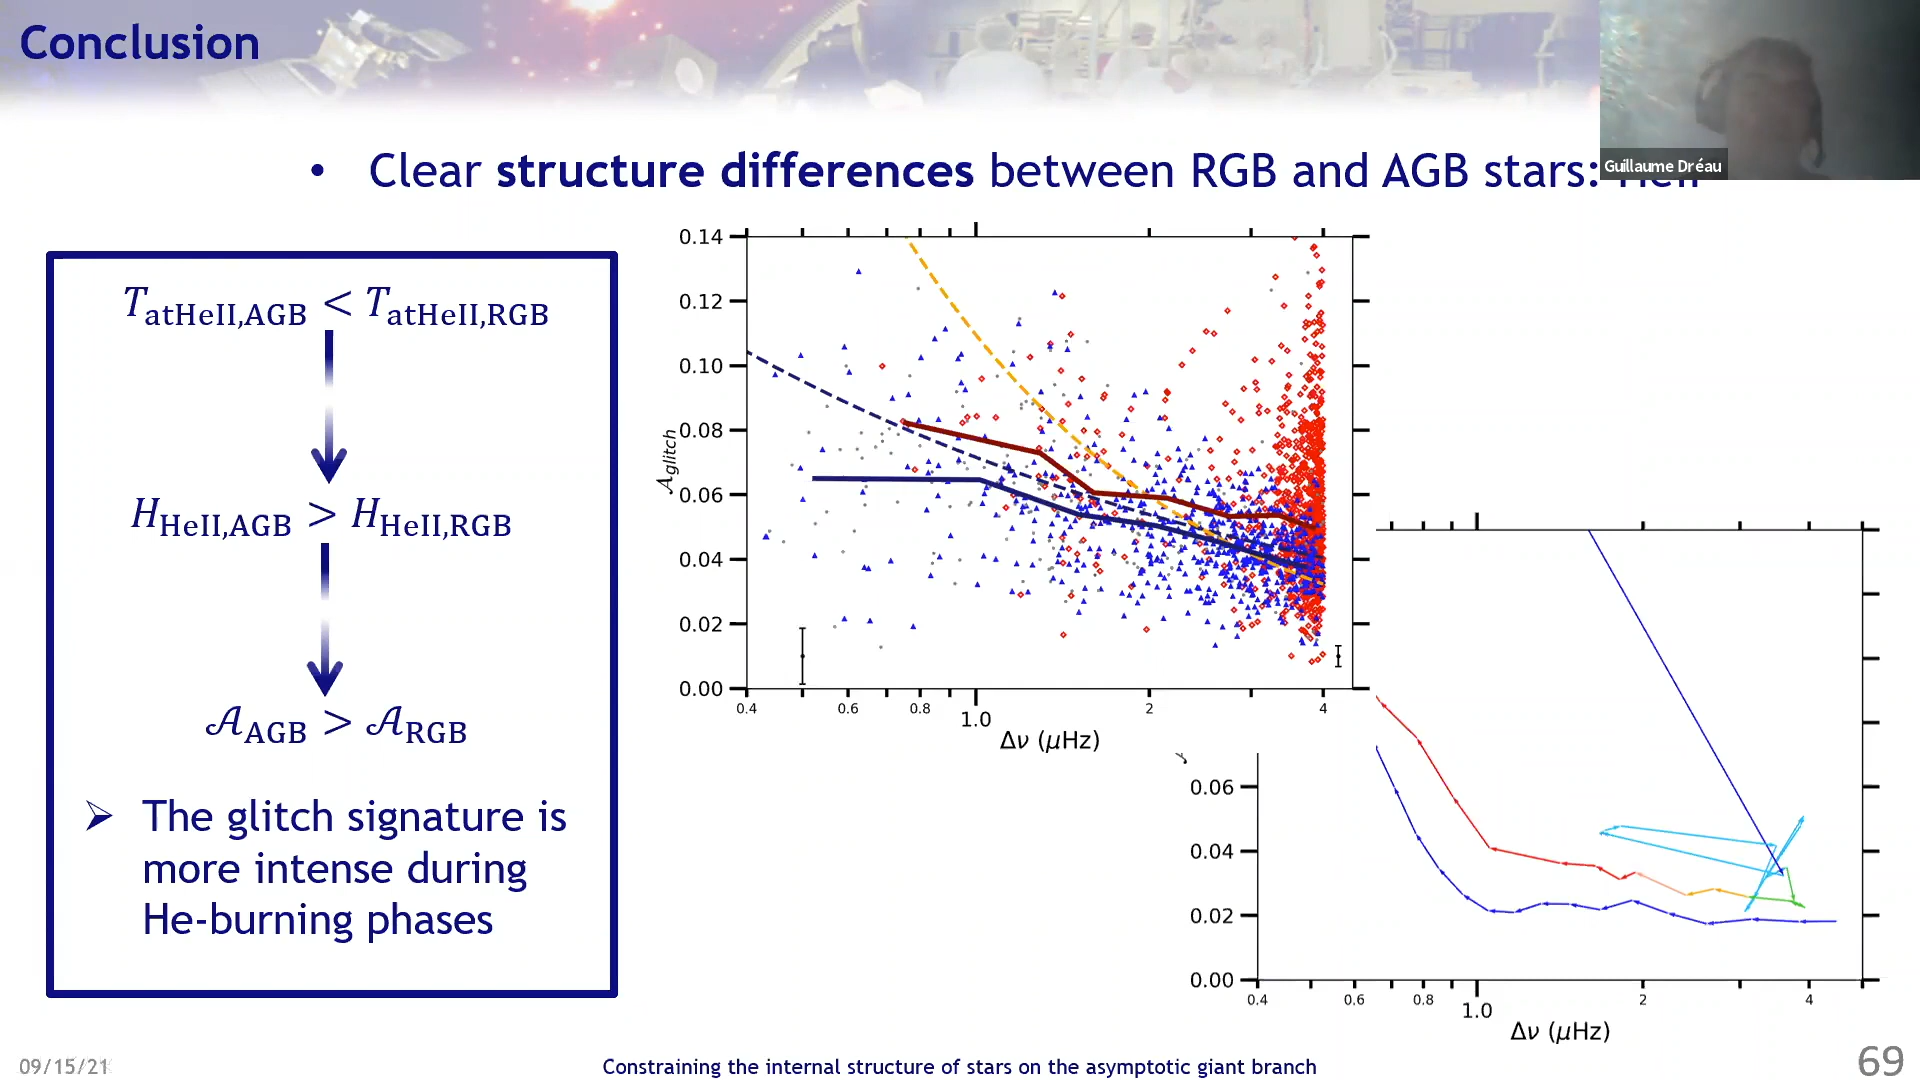 Conclusion
Guillaume Dréau
• Clear structure differences between RGB and AGB stars:
T_atHeII,AGB < T_atHeII,RGB
H_HeII,AGB > H_HeII,RGB
𝒜_AGB > 𝒜_RGB
➢ The glitch signature is
more intense during
He-burning phases
0.14
0.12
0.10
0.08
0.06
0.04
0.02
0.00
𝒜glitch
0.4 0.6 0.8 1.0 2 4
Δν (μHz)
0.06
0.04
0.02
0.00
0.4 0.6 0.8 1.0 2 4
Δν (μHz)
09/15/21
Constraining the internal structure of stars on the asymptotic giant branch
69